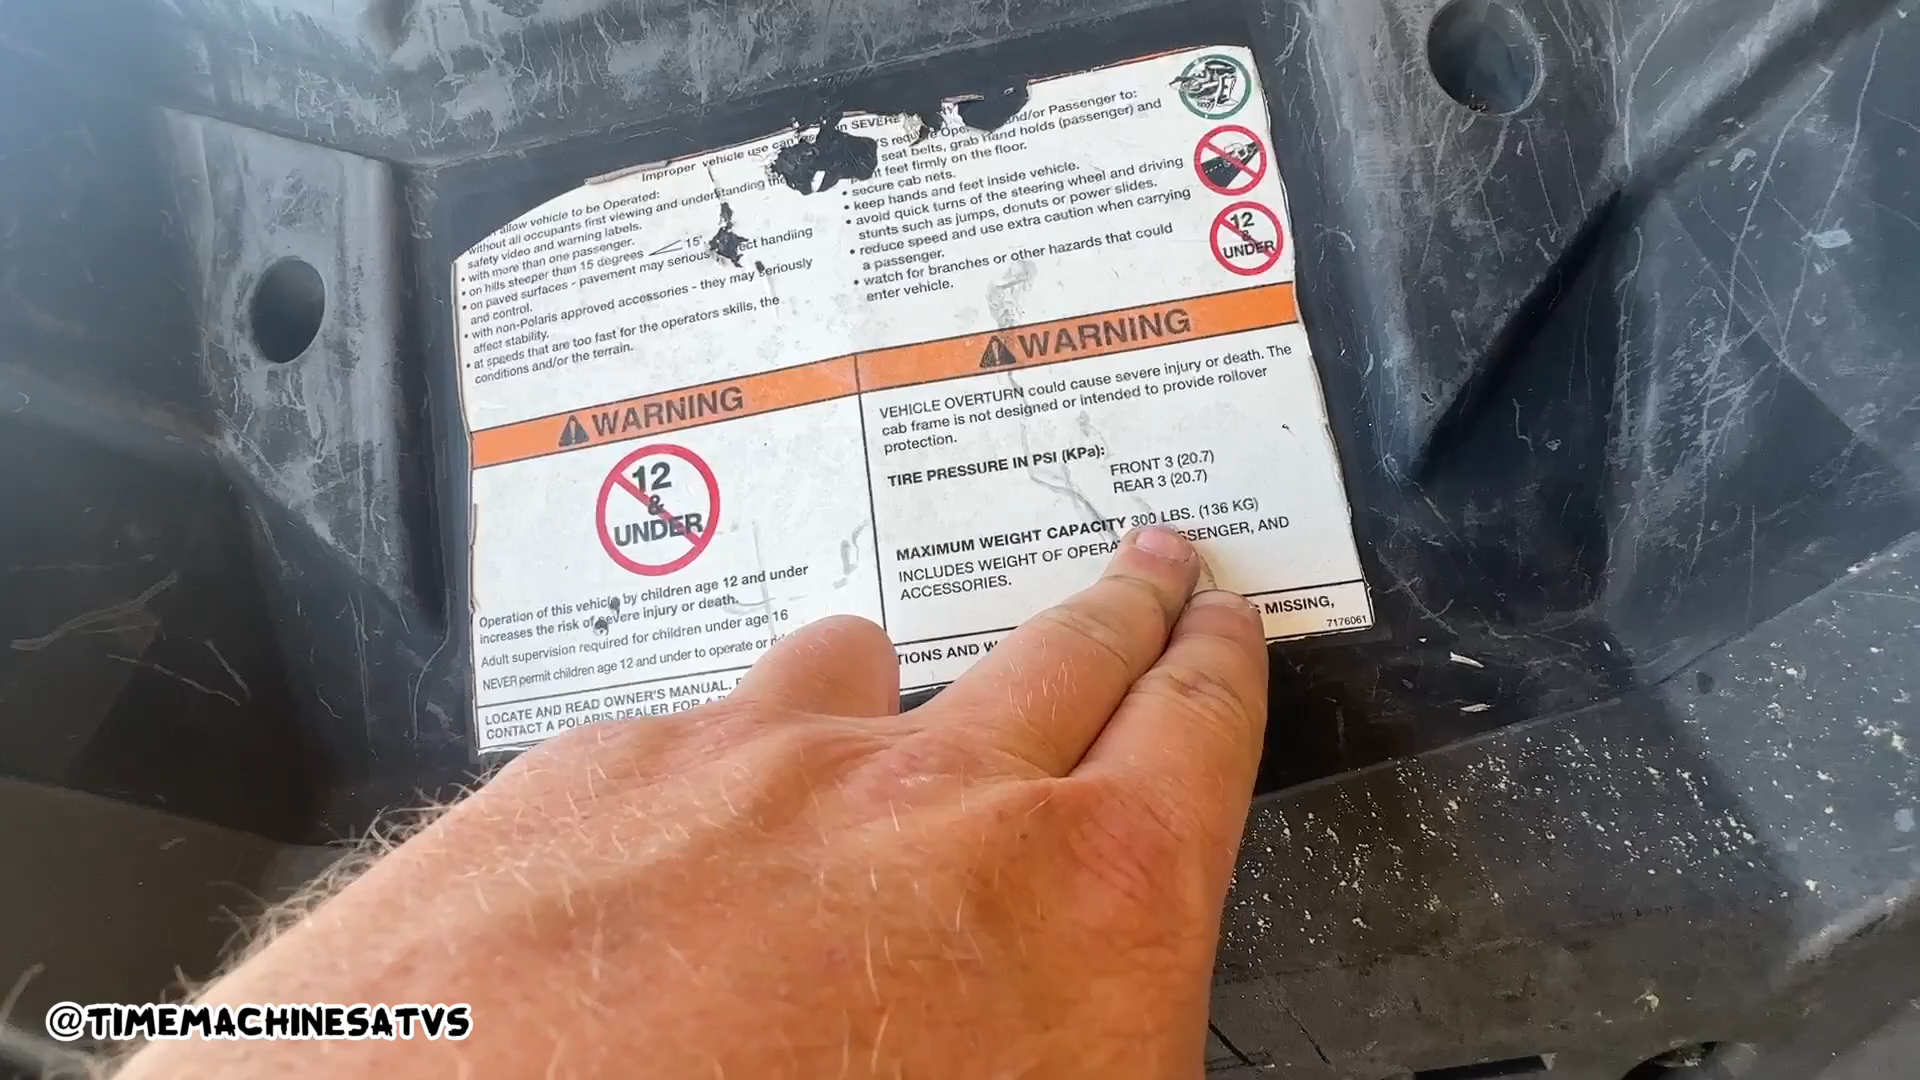 Improper vehicle use can
allow vehicle to be Operated:
without all occupants first viewing and understanding the
safety video and warning labels.
• with more than one passenger.
• on hills steeper than 15 degrees 15°
• on paved surfaces - pavement may serious ect handling
and control.
• with non-Polaris approved accessories - they may seriously
affect stability.
• at speeds that are too fast for the operators skills, the
conditions and/or the terrain.
n SEVERE
S require Ope nd/or Passenger to:
seat belts, grab hand holds (passenger) and
feet firmly on the floor.
• secure cab nets.
• keep hands and feet inside vehicle.
• avoid quick turns of the steering wheel and driving
stunts such as jumps, donuts or power slides.
• reduce speed and use extra caution when carrying
a passenger.
• watch for branches or other hazards that could
enter vehicle.
12
&
UNDER
WARNING
12
&
UNDER
Operation of this vehicle by children age 12 and under
increases the risk of severe injury or death.
Adult supervision required for children under age 16
NEVER permit children age 12 and under to operate or
WARNING
VEHICLE OVERTURN could cause severe injury or death. The
cab frame is not designed or intended to provide rollover
protection.
TIRE PRESSURE IN PSI (KPa):
FRONT 3 (20.7)
REAR 3 (20.7)
MAXIMUM WEIGHT CAPACITY 300 LBS. (136 KG)
INCLUDES WEIGHT OF OPERA SSENGER, AND
ACCESSORIES.
LOCATE AND READ OWNER'S MANUAL. TIONS AND W MISSING,
CONTACT A POLARIS DEALER FOR
7176061
@TIMEMACHINESATVS